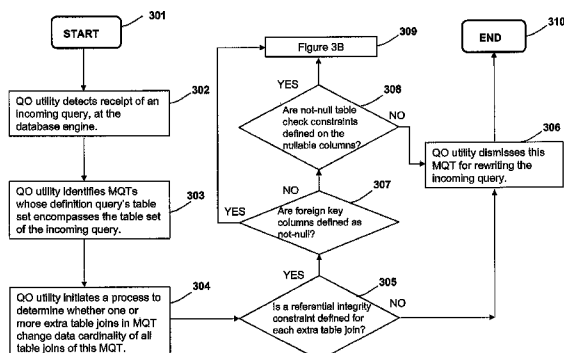 START
301
QO utility detects receipt of an
incoming query, at the
database engine.
302
QO utility identifies MQTs
whose definition query's table
set encompasses the table set
of the incoming query.
303
QO utility initiates a process to
determine whether one or
more extra table joins in MQT
change data cardinality of all
table joins of this MQT.
304
Is a referential integrity
constraint defined for
each extra table join?
305
YES
NO
Are foreign key
columns defined as
not-null?
307
YES
NO
Are not-null table
check constraints
defined on the
nullable columns?
308
YES
NO
Figure 3B
309
QO utility dismisses this
MQT for rewriting the
incoming query.
306
END
310